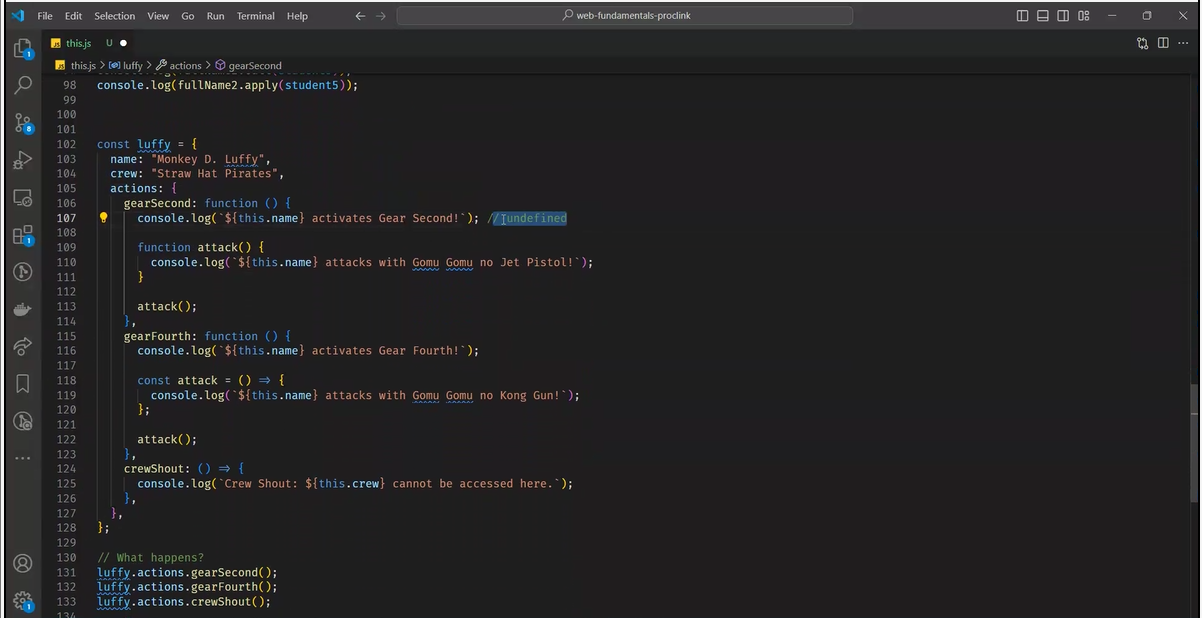 File Edit Selection View Go Run Terminal Help web-fundamentals-proclink
JS this.js U
JS this.js > luffy > actions > gearSecond
98 console.log(fullName2.apply(student5));
99
100
101
102 const luffy = {
103 name: "Monkey D. Luffy",
104 crew: "Straw Hat Pirates",
105 actions: {
106 gearSecond: function () {
107 console.log(`${this.name} activates Gear Second!`); // undefined
108
109 function attack() {
110 console.log(`${this.name} attacks with Gomu Gomu no Jet Pistol!`);
111 }
112
113 attack();
114 },
115 gearFourth: function () {
116 console.log(`${this.name} activates Gear Fourth!`);
117
118 const attack = () => {
119 console.log(`${this.name} attacks with Gomu Gomu no Kong Gun!`);
120 };
121
122 attack();
123 },
124 crewShout: () => {
125 console.log(`Crew Shout: ${this.crew} cannot be accessed here.`);
126 },
127 },
128 };
129
130 // What happens?
131 luffy.actions.gearSecond();
132 luffy.actions.gearFourth();
133 luffy.actions.crewShout();
134
1
8
1
1